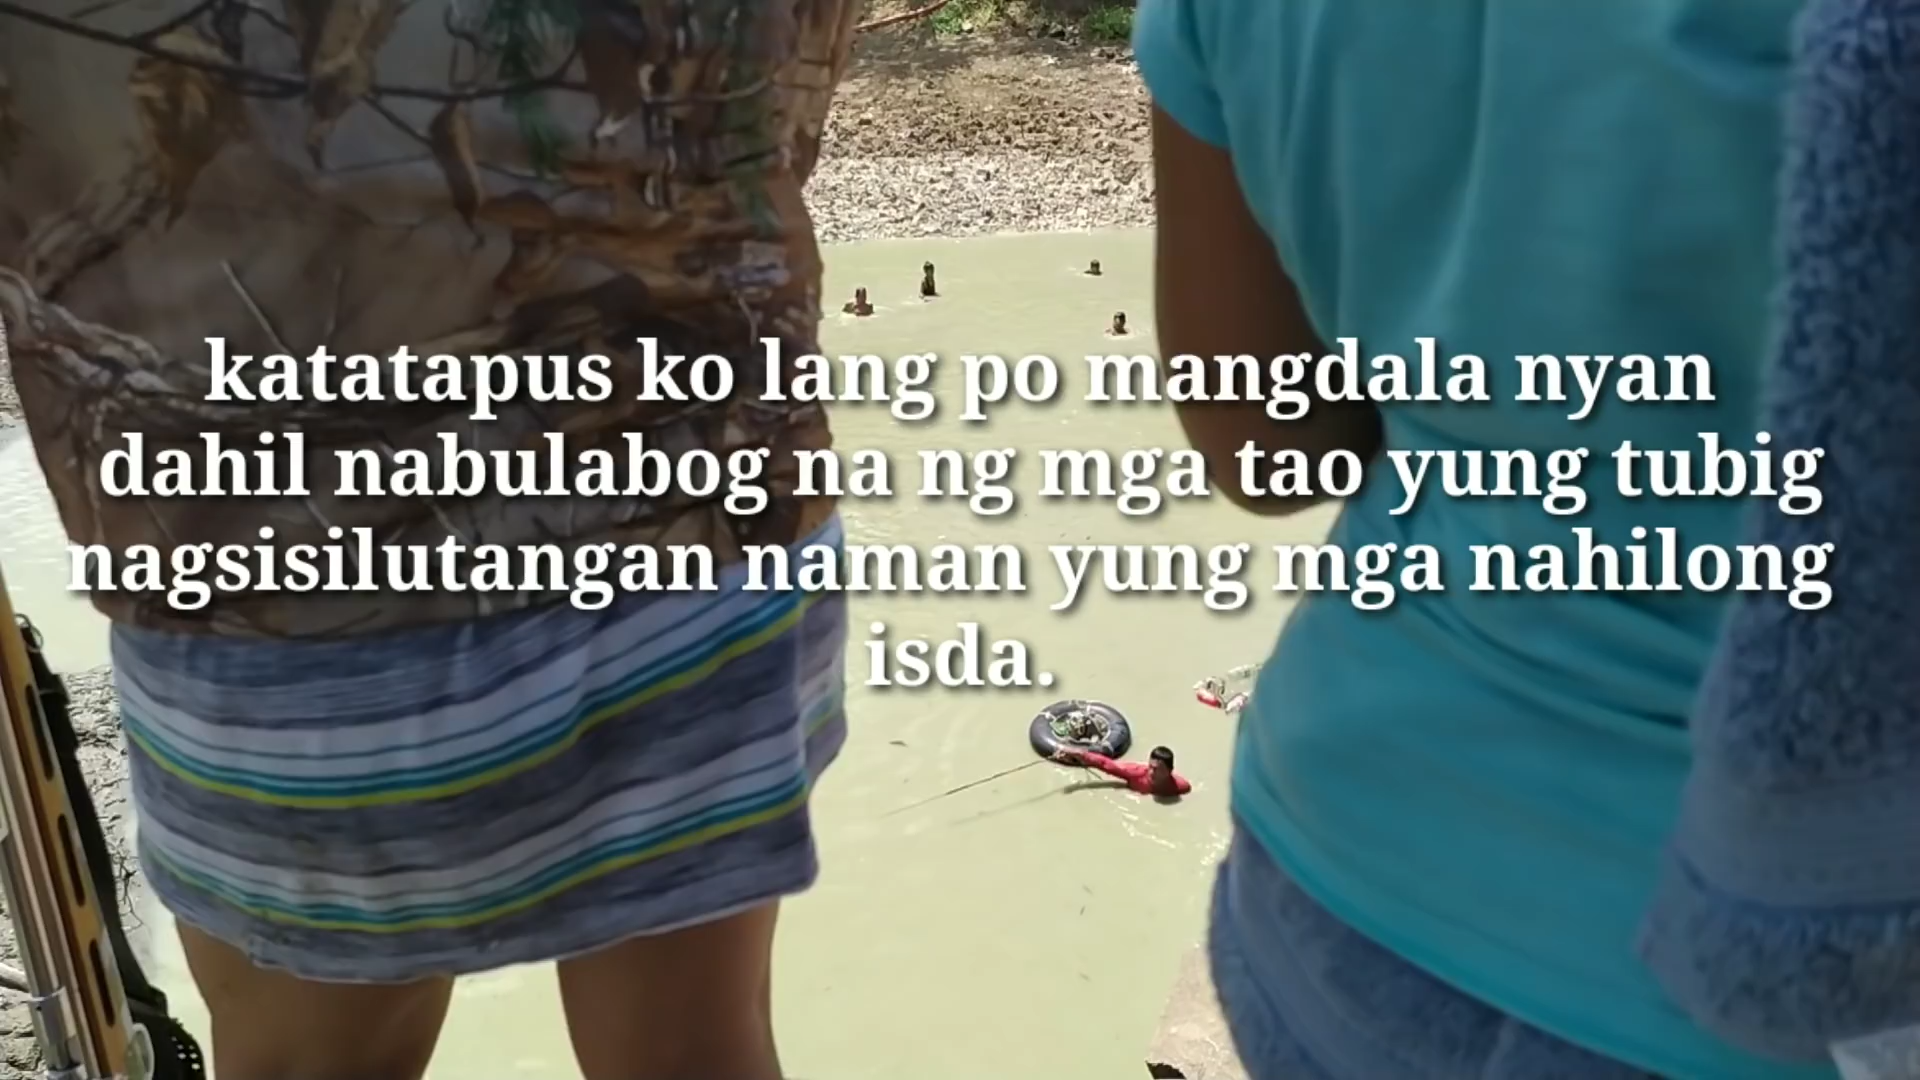 katatapus ko lang po mangdala nyan
dahil nabulabog na ng mga tao yung tubig
nagsisilutangan naman yung mga nahilong
isda.